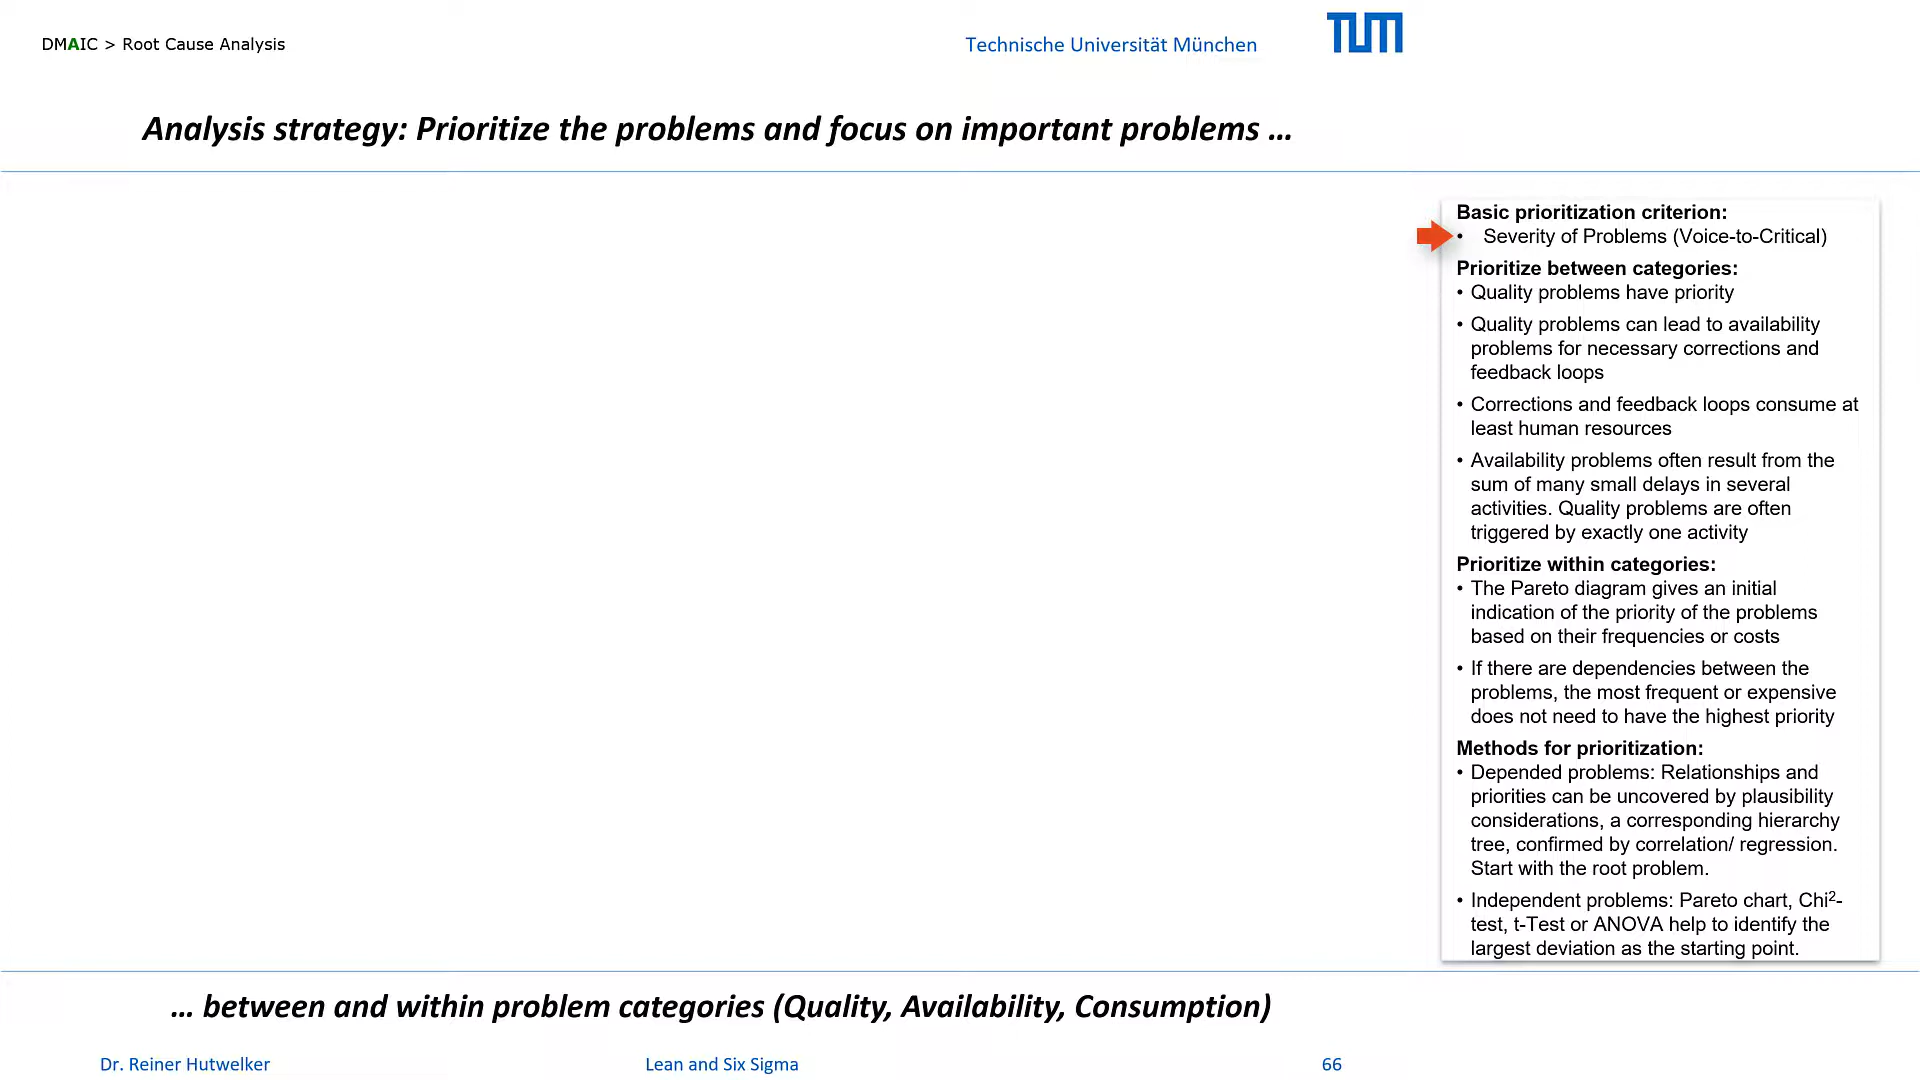 DMAIC > Root Cause Analysis
Technische Universität München
TUM
Analysis strategy: Prioritize the problems and focus on important problems …
Basic prioritization criterion:
• Severity of Problems (Voice-to-Critical)
Prioritize between categories:
• Quality problems have priority
• Quality problems can lead to availability
problems for necessary corrections and
feedback loops
• Corrections and feedback loops consume at
least human resources
• Availability problems often result from the
sum of many small delays in several
activities. Quality problems are often
triggered by exactly one activity
Prioritize within categories:
• The Pareto diagram gives an initial
indication of the priority of the problems
based on their frequencies or costs
• If there are dependencies between the
problems, the most frequent or expensive
does not need to have the highest priority
Methods for prioritization:
• Depended problems: Relationships and
priorities can be uncovered by plausibility
considerations, a corresponding hierarchy
tree, confirmed by correlation/ regression.
Start with the root problem.
• Independent problems: Pareto chart, Chi²-
test, t-Test or ANOVA help to identify the
largest deviation as the starting point.
… between and within problem categories (Quality, Availability, Consumption)
Dr. Reiner Hutwelker
Lean and Six Sigma
66